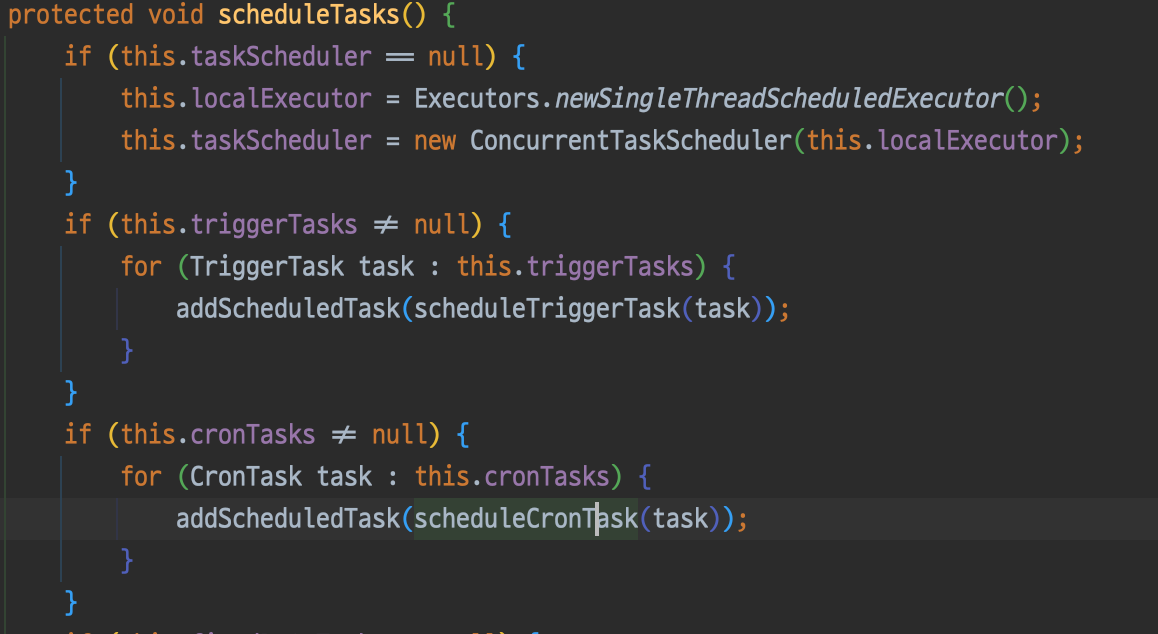 protected void scheduleTasks() {
if (this.taskScheduler == null) {
this.localExecutor = Executors.newSingleThreadScheduledExecutor();
this.taskScheduler = new ConcurrentTaskScheduler(this.localExecutor);
}
if (this.triggerTasks ≠ null) {
for (TriggerTask task : this.triggerTasks) {
addScheduledTask(scheduleTriggerTask(task));
}
}
if (this.cronTasks ≠ null) {
for (CronTask task : this.cronTasks) {
addScheduledTask(scheduleCronTask(task));
}
}